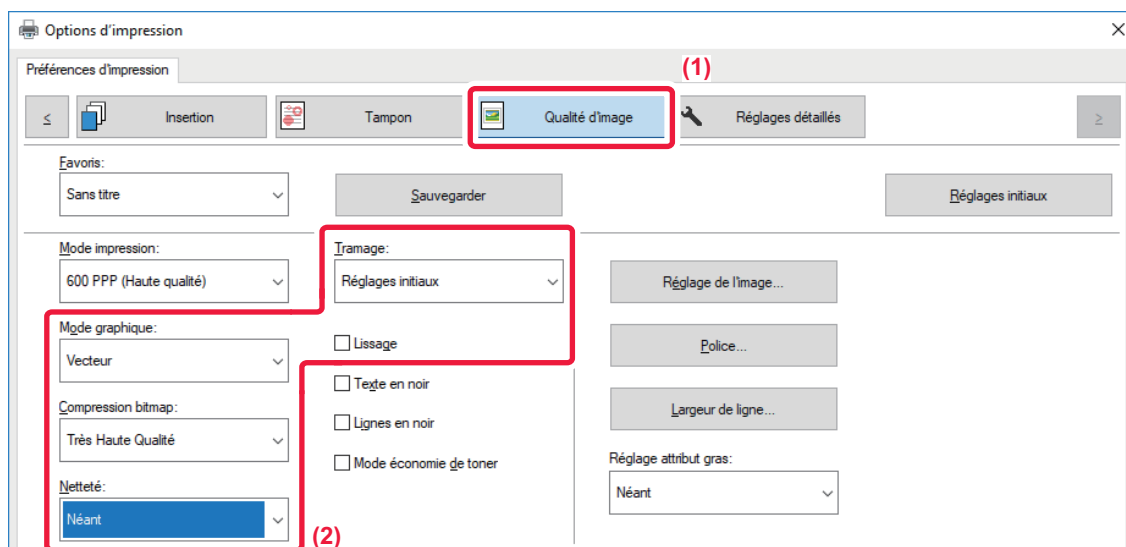 Options d'impression
Préférences d'impression
(1)
<
Insertion
Tampon
Qualité d'image
Réglages détaillés
>
Favoris:
Sans titre
Sauvegarder
Réglages initiaux
Mode impression:
Tramage:
600 PPP (Haute qualité)
Réglages initiaux
Réglage de l'image...
Mode graphique:
Lissage
Police...
Vecteur
Texte en noir
Compression bitmap:
Lignes en noir
Largeur de ligne...
Très Haute Qualité
Mode économie de toner
Réglage attribut gras:
Netteté:
Néant
Néant
(2)